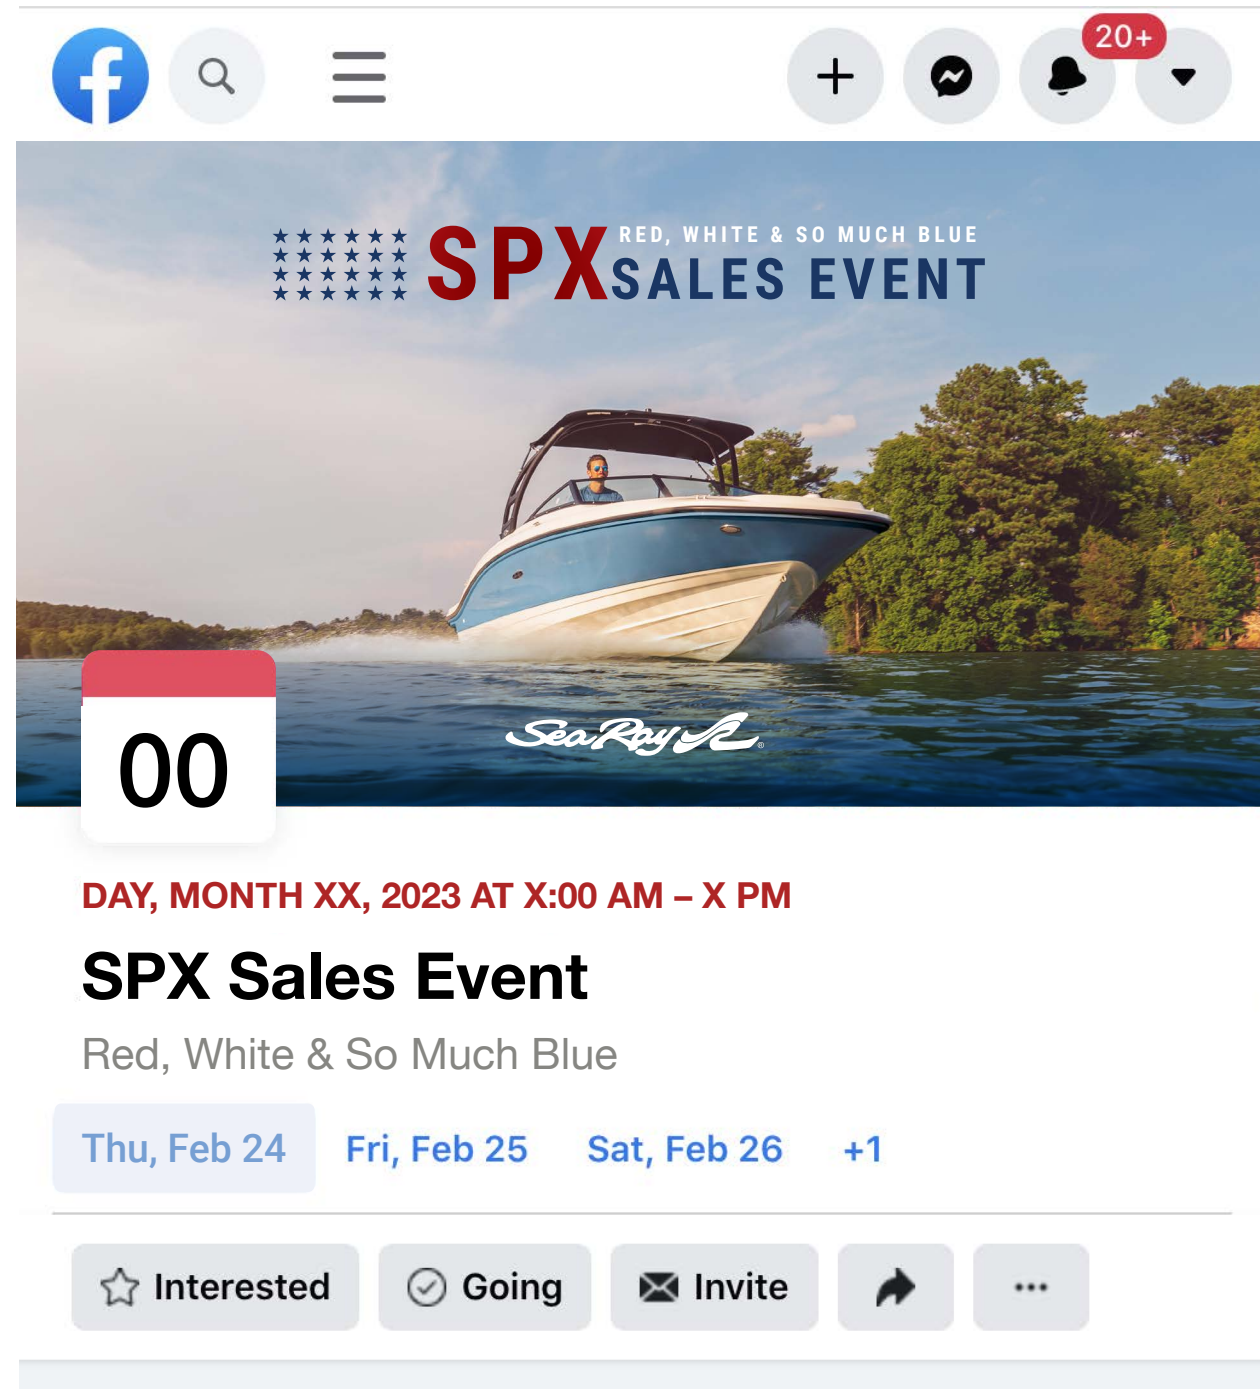 20+
RED, WHITE & SO MUCH BLUE
SPX SALES EVENT
Sea Ray ®
00
DAY, MONTH XX, 2023 AT X:00 AM – X PM
SPX Sales Event
Red, White & So Much Blue
Thu, Feb 24 Fri, Feb 25 Sat, Feb 26 +1
Interested Going Invite